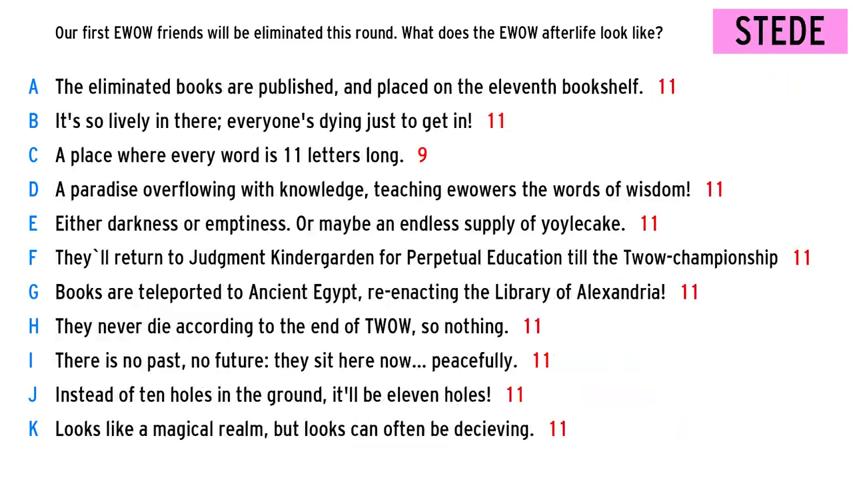 Our first EWOW friends will be eliminated this round. What does the EWOW afterlife look like?
STEDE
A The eliminated books are published, and placed on the eleventh bookshelf. 11
B It's so lively in there; everyone's dying just to get in! 11
C A place where every word is 11 letters long. 9
D A paradise overflowing with knowledge, teaching ewowers the words of wisdom! 11
E Either darkness or emptiness. Or maybe an endless supply of yoylecake. 11
F They`ll return to Judgment Kindergarden for Perpetual Education till the Twow-championship 11
G Books are teleported to Ancient Egypt, re-enacting the Library of Alexandria! 11
H They never die according to the end of TWOW, so nothing. 11
I There is no past, no future: they sit here now... peacefully. 11
J Instead of ten holes in the ground, it'll be eleven holes! 11
K Looks like a magical realm, but looks can often be decieving. 11